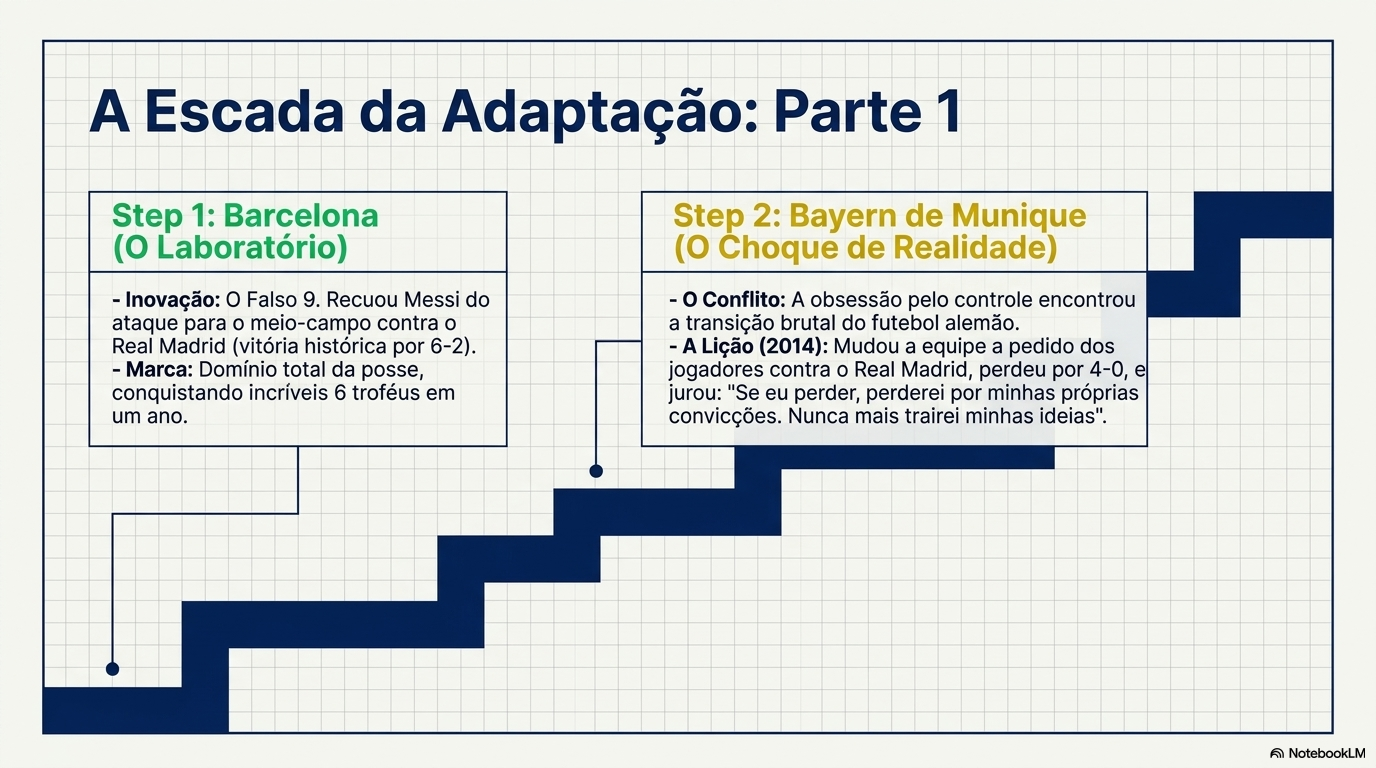 A Escada da Adaptação: Parte 1
Step 1: Barcelona
(O Laboratório)
- Inovação: O Falso 9. Recuou Messi do
ataque para o meio-campo contra o
Real Madrid (vitória histórica por 6-2).
- Marca: Domínio total da posse,
conquistando incríveis 6 troféus em
um ano.
Step 2: Bayern de Munique
(O Choque de Realidade)
- O Conflito: A obsessão pelo controle encontrou
a transição brutal do futebol alemão.
- A Lição (2014): Mudou a equipe a pedido dos
jogadores contra o Real Madrid, perdeu por 4-0, e
jurou: "Se eu perder, perderei por minhas próprias
convicções. Nunca mais trairei minhas ideias".
NotebookLM